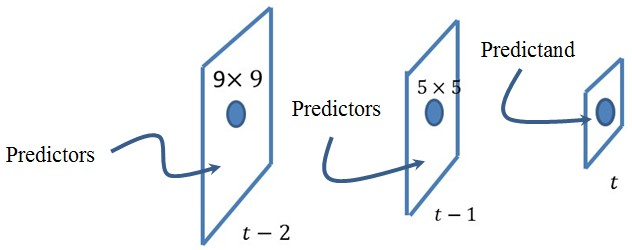 Predictors
9× 9
t − 2
Predictors
5 × 5
t − 1
Predictand
t